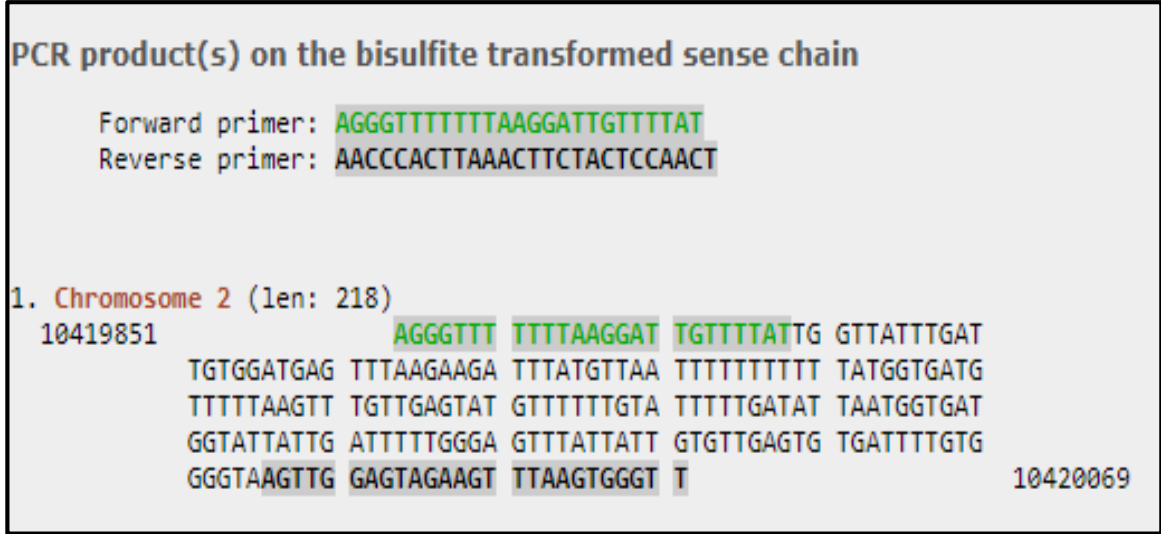 PCR product(s) on the bisulfite transformed sense chain
Forward primer: AGGGTTTTTTTAAGGATTGTTTTAT
Reverse primer: AACCCACTTAAACTTCTACTCCAACT
1. Chromosome 2 (len: 218)
10419851 AGGGTTT TTTTAAGGAT TGTTTTATTG GTTATTTGAT
TGTGGATGAG TTTAAGAAGA TTTATGTTAA TTTTTTTTTT TATGGTGATG
TTTTTAAGTT TGTTGAGTAT GTTTTTTGTA TTTTTGATAT TAATGGTGAT
GGTATTATTG ATTTTTGGGA GTTTATTATT GTGTTGAGTG TGATTTTGTG
GGGTAAGTTG GAGTAGAAGT TTAAGTGGGT T 10420069